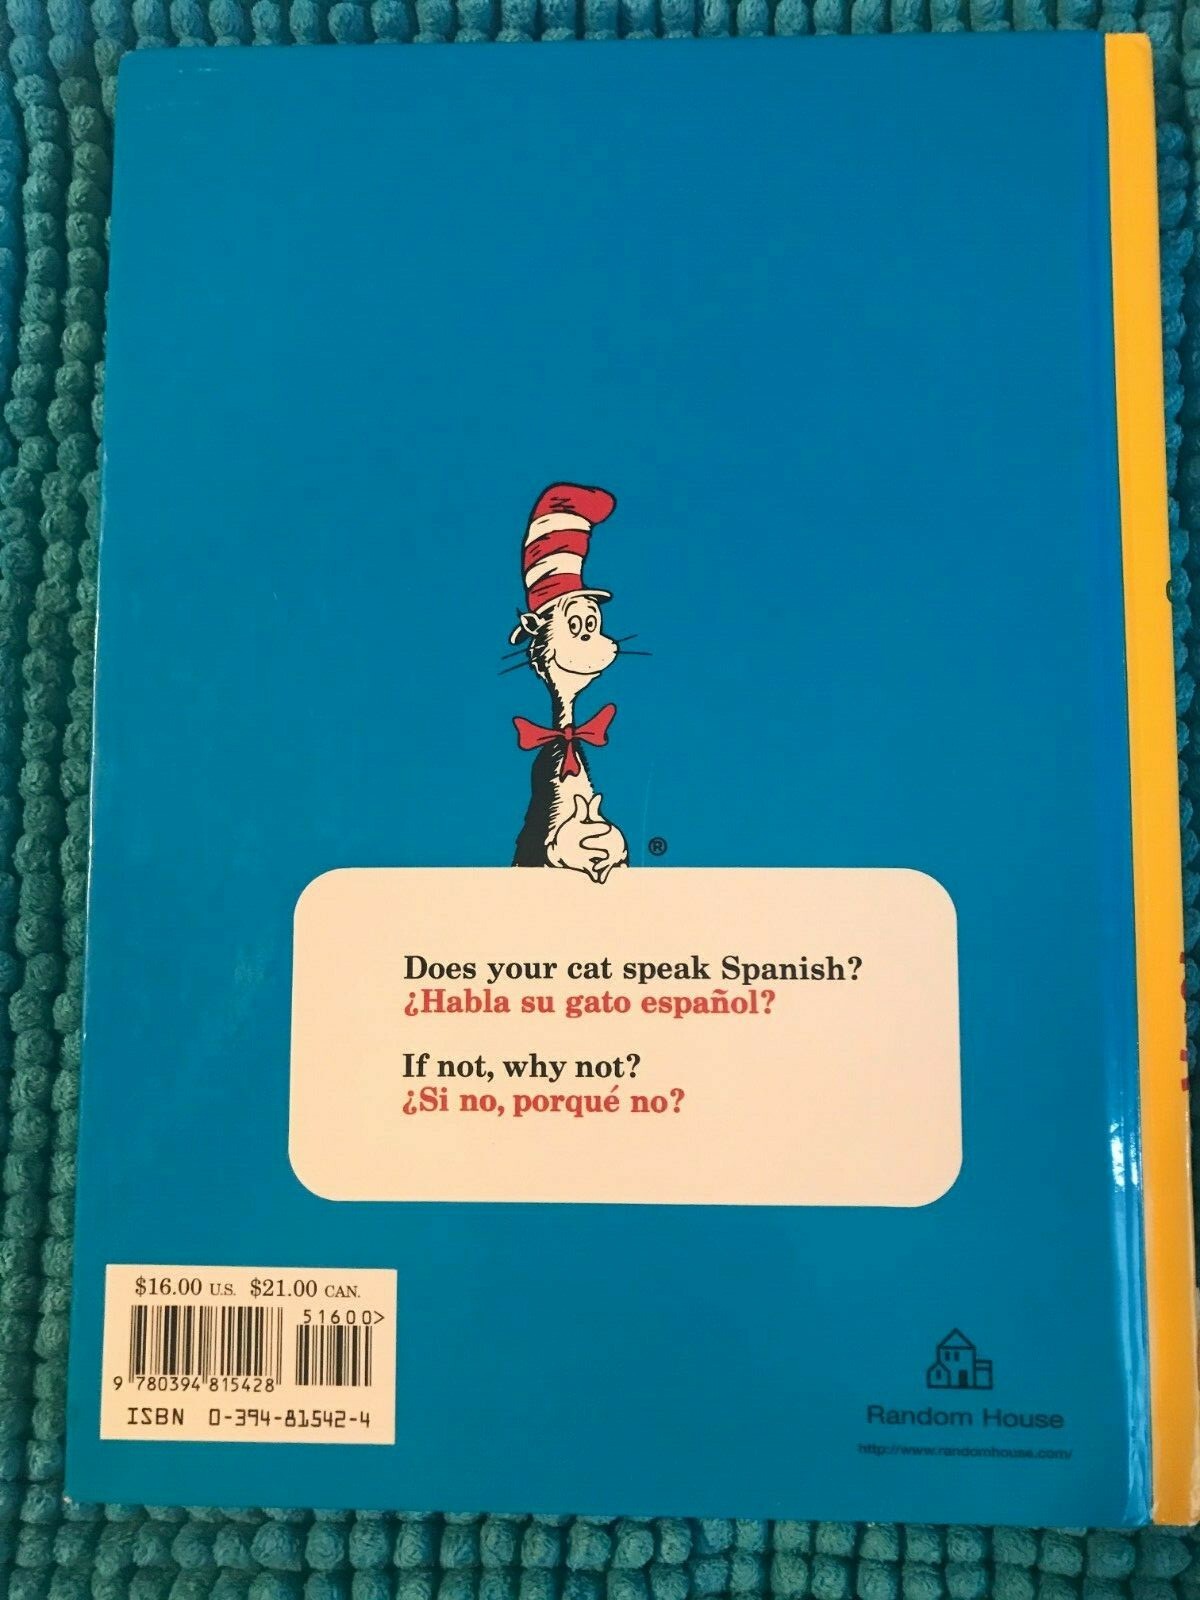 ®
Does your cat speak Spanish?
¿Habla su gato español?
If not, why not?
¿Si no, porqué no?
$16.00 U.S. $21.00 CAN.
51600>
9 780394 815428
ISBN 0-394-81542-4
Random House
http://www.randomhouse.com/